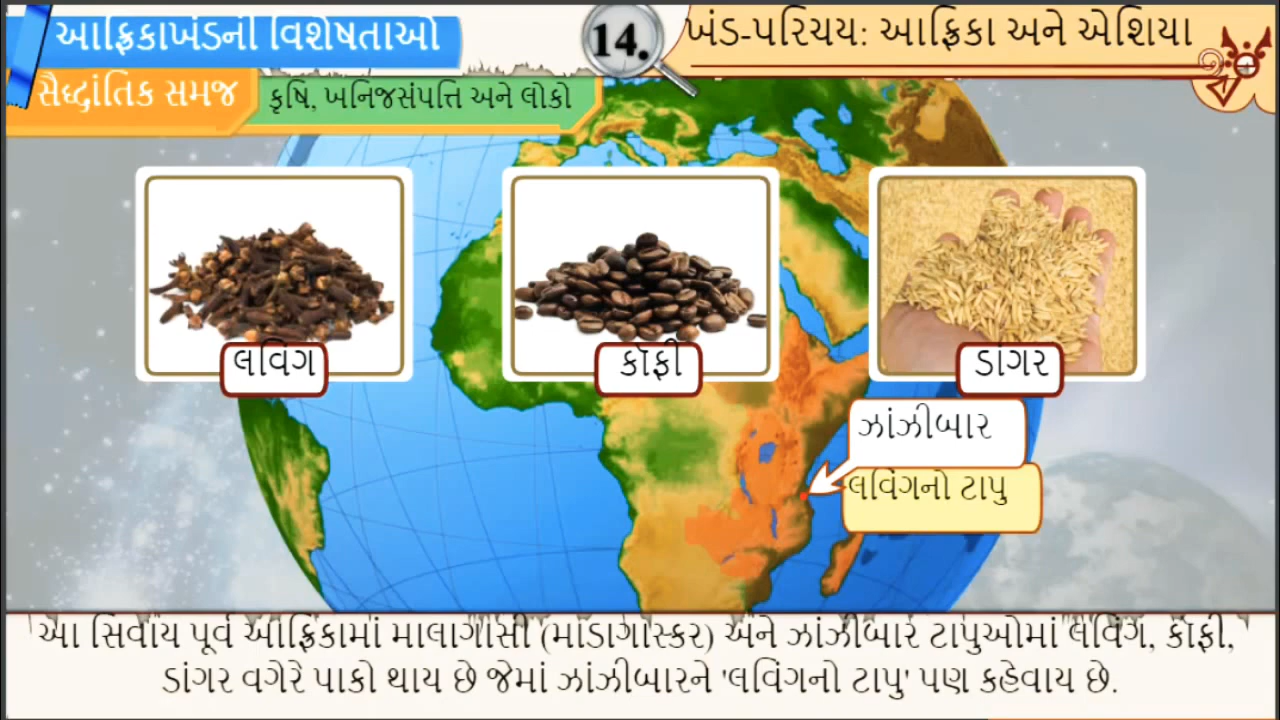 આફ્રિકાખંડની વિશેષતાઓ
14.
ખંડ-પરિચય: આફ્રિકા અને એશિયા
સૈદ્ધાંતિક સમજ
કૃષિ, ખનિજસંપત્તિ અને લોકો
લવિંગ
કૉફી
ડાંગર
ઝાંઝીબાર
લવિંગનો ટાપુ
આ સિવાય પૂર્વ આફ્રિકામાં માલાગાસી (માડાગાસ્કર) અને ઝાંઝીબાર ટાપુઓમાં લવિંગ, કૉફી,
ડાંગર વગેરે પાકો થાય છે જેમાં ઝાંઝીબારને 'લવિંગનો ટાપુ' પણ કહેવાય છે.